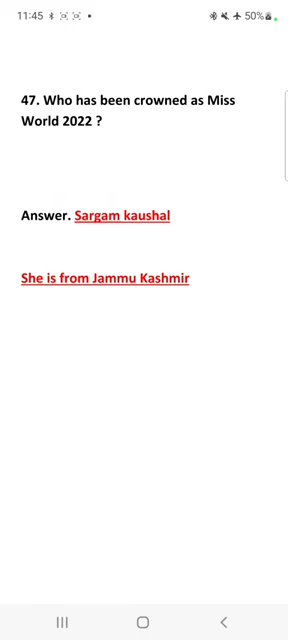 11:45
50%
47. Who has been crowned as Miss
World 2022 ?
Answer. Sargam kaushal
She is from Jammu Kashmir